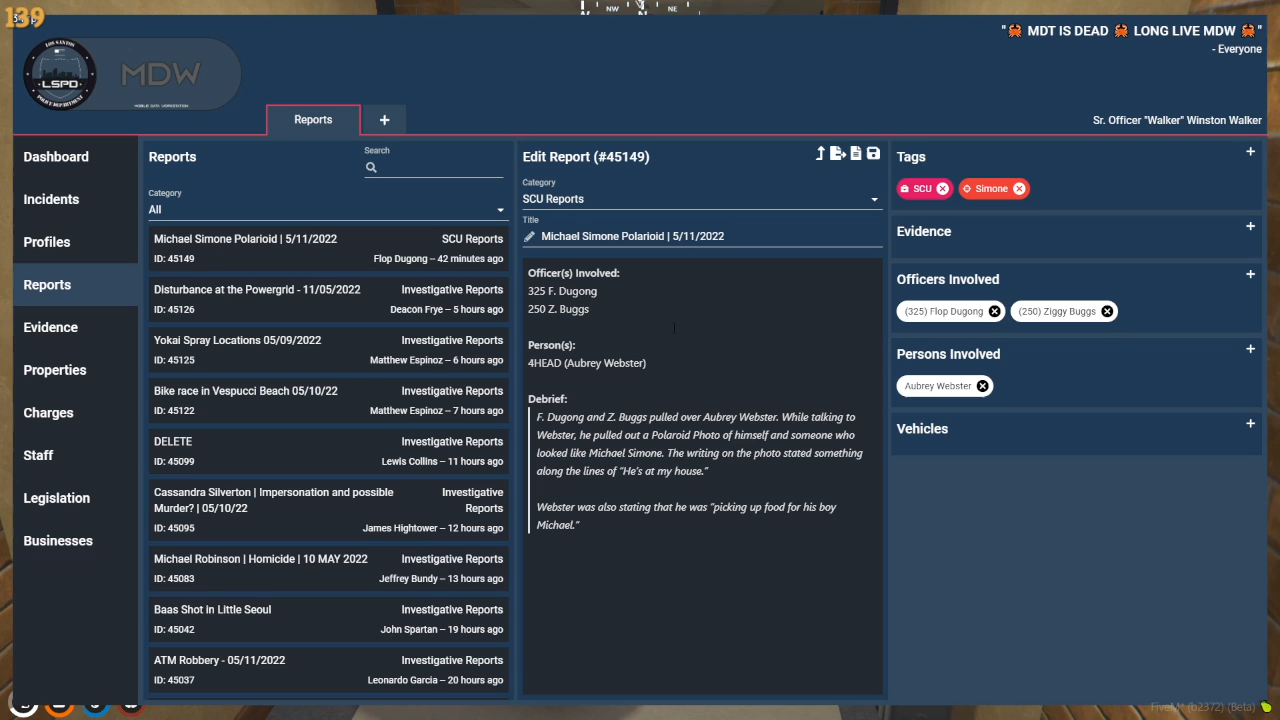 139
NW N NE
" MDT IS DEAD LONG LIVE MDW "
- Everyone
LOS SANTOS
LSPD
POLICE DEPARTMENT
MDW
MOBILE DATA WORKSTATION
Reports
+
Sr. Officer "Walker" Winston Walker
Dashboard
Incidents
Profiles
Reports
Evidence
Properties
Charges
Staff
Legislation
Businesses
Reports
Search
Category
All
Michael Simone Polarioid | 5/11/2022 SCU Reports
ID: 45149 Flop Dugong – 42 minutes ago
Disturbance at the Powergrid - 11/05/2022 Investigative Reports
ID: 45126 Deacon Frye – 5 hours ago
Yokai Spray Locations 05/09/2022 Investigative Reports
ID: 45125 Matthew Espinoz – 6 hours ago
Bike race in Vespucci Beach 05/10/22 Investigative Reports
ID: 45122 Matthew Espinoz – 7 hours ago
DELETE Investigative Reports
ID: 45099 Lewis Collins – 11 hours ago
Cassandra Silverton | Impersonation and possible Investigative
Murder? | 05/10/22 Reports
ID: 45095 James Hightower – 12 hours ago
Michael Robinson | Homicide | 10 MAY 2022 Investigative Reports
ID: 45083 Jeffrey Bundy – 13 hours ago
Baas Shot in Little Seoul Investigative Reports
ID: 45042 John Spartan – 19 hours ago
ATM Robbery - 05/11/2022 Investigative Reports
ID: 45037 Leonardo Garcia – 20 hours ago
Edit Report (#45149)
Category
SCU Reports
Title
Michael Simone Polarioid | 5/11/2022
Officer(s) Involved:
325 F. Dugong
250 Z. Buggs
Person(s):
4HEAD (Aubrey Webster)
Debrief:
F. Dugong and Z. Buggs pulled over Aubrey Webster. While talking to
Webster, he pulled out a Polaroid Photo of himself and someone who
looked like Michael Simone. The writing on the photo stated something
along the lines of "He's at my house."
Webster was also stating that he was "picking up food for his boy
Michael."
Tags +
SCU Simone
Evidence +
Officers Involved +
(325) Flop Dugong (250) Ziggy Buggs
Persons Involved +
Aubrey Webster
Vehicles +
FiveM* (b2372) (Beta)